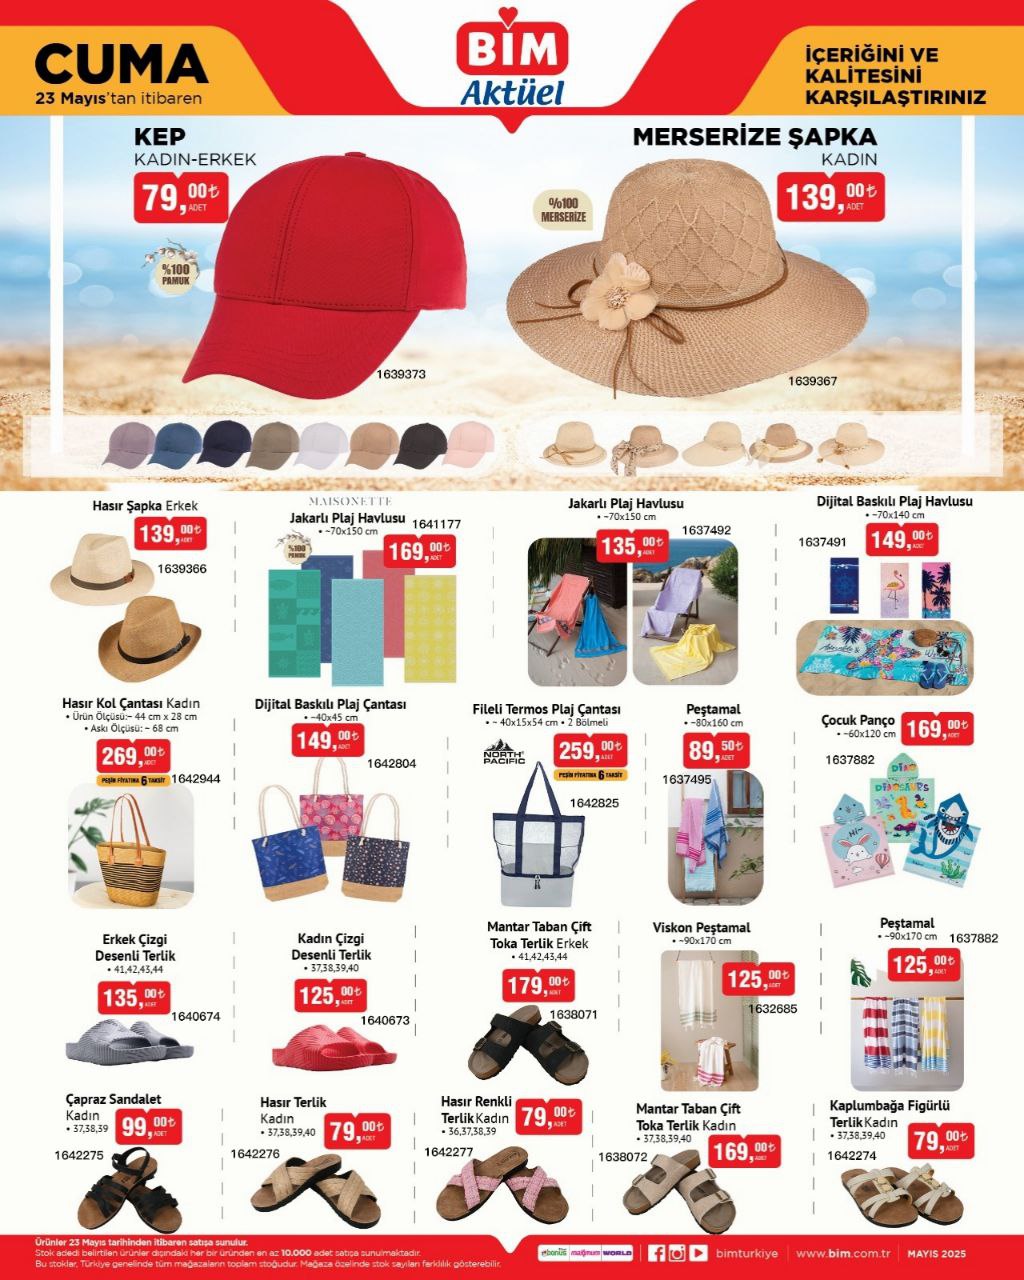 CUMA
23 Mayıs'tan itibaren
BİM
Aktüel
İÇERİĞİNİ VE
KALİTESİNİ
KARŞILAŞTIRINIZ
KEP
KADIN-ERKEK
79,00₺
ADET
%100
PAMUK
1639373
MERSERİZE ŞAPKA
KADIN
139,00₺
ADET
%100
MERSERİZE
1639367
Hasır Şapka Erkek
139,00₺
ADET
1639366
MAISONETTE
Jakarlı Plaj Havlusu
• ~70x150 cm
1641177
%100
PAMUK
169,00₺
ADET
Jakarlı Plaj Havlusu
• ~70x150 cm
1637492
135,00₺
ADET
Dijital Baskılı Plaj Havlusu
• ~70x140 cm
1637491
149,00₺
ADET
Hasır Kol Çantası Kadın
• Ürün Ölçüsü:~ 44 cm x 28 cm
• Askı Ölçüsü: ~ 68 cm
269,00₺
ADET
PEŞİN FİYATINA 6 TAKSİT
1642944
Dijital Baskılı Plaj Çantası
• ~40x45 cm
149,00₺
ADET
1642804
Fileli Termos Plaj Çantası
• ~ 40x15x54 cm • 2 Bölmeli
NORTH
PACIFIC
259,00₺
ADET
PEŞİN FİYATINA 6 TAKSİT
1642825
Peştamal
• ~80x160 cm
89,50₺
ADET
1637495
Çocuk Panço
• ~60x120 cm
169,00₺
ADET
1637882
DINO
DINOSAURS
Hi~
Erkek Çizgi
Desenli Terlik
• 41,42,43,44
135,00₺
ADET
1640674
Kadın Çizgi
Desenli Terlik
• 37,38,39,40
125,00₺
ADET
1640673
Mantar Taban Çift
Toka Terlik Erkek
• 41,42,43,44
179,00₺
ADET
1638071
Viskon Peştamal
• ~90x170 cm
125,00₺
ADET
1632685
Peştamal
• ~90x170 cm
1637882
125,00₺
ADET
Çapraz Sandalet
Kadın
• 37,38,39
99,00₺
ADET
1642275
Hasır Terlik
Kadın
• 37,38,39,40
79,00₺
ADET
1642276
Hasır Renkli
Terlik Kadın
• 36,37,38,39
79,00₺
ADET
1642277
Mantar Taban Çift
Toka Terlik Kadın
• 37,38,39,40
1638072
169,00₺
ADET
Kaplumbağa Figürlü
Terlik Kadın
• 37,38,39,40
79,00₺
ADET
1642274
Ürünler 23 Mayıs tarihinden itibaren satışa sunulur.
Stok adedi belirtilen ürünler dışındaki her bir üründen en az 10.000 adet satışa sunulmaktadır.
Bu stoklar, Türkiye genelinde tüm mağazaların toplam stoğudur. Mağaza özelinde stok sayıları farklılık gösterebilir.
bonus maximum WORLD
bimturkiye
www.bim.com.tr
MAYIS 2025